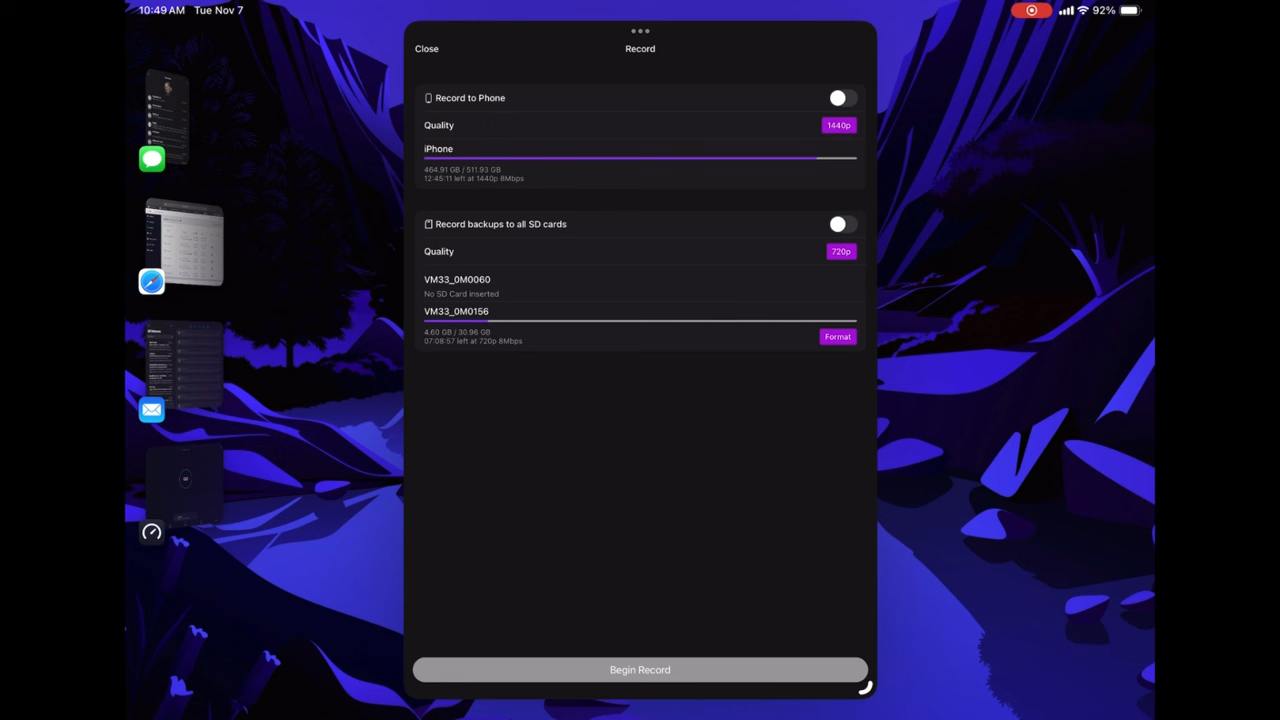 10:49 AM Tue Nov 7
92%
Close
Record
Record to Phone
Quality
1440p
iPhone
464.91 GB / 511.93 GB
12:45:11 left at 1440p 8Mbps
Record backups to all SD cards
Quality
720p
VM33_0M0060
No SD Card inserted
VM33_0M0156
4.60 GB / 30.96 GB
07:08:57 left at 720p 8Mbps
Format
Begin Record